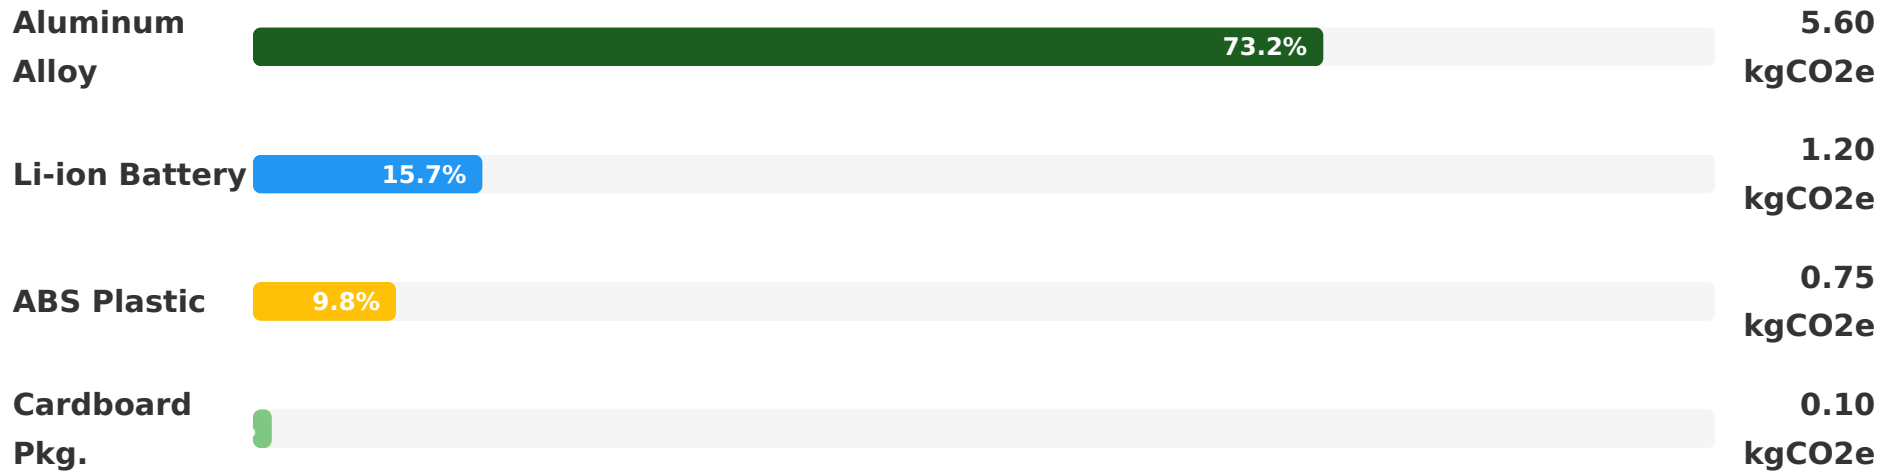 Aluminum
Alloy
73.2%
5.60
kgCO2e
Li-ion Battery
15.7%
1.20
kgCO2e
ABS Plastic
9.8%
0.75
kgCO2e
Cardboard
Pkg.
0.10
kgCO2e